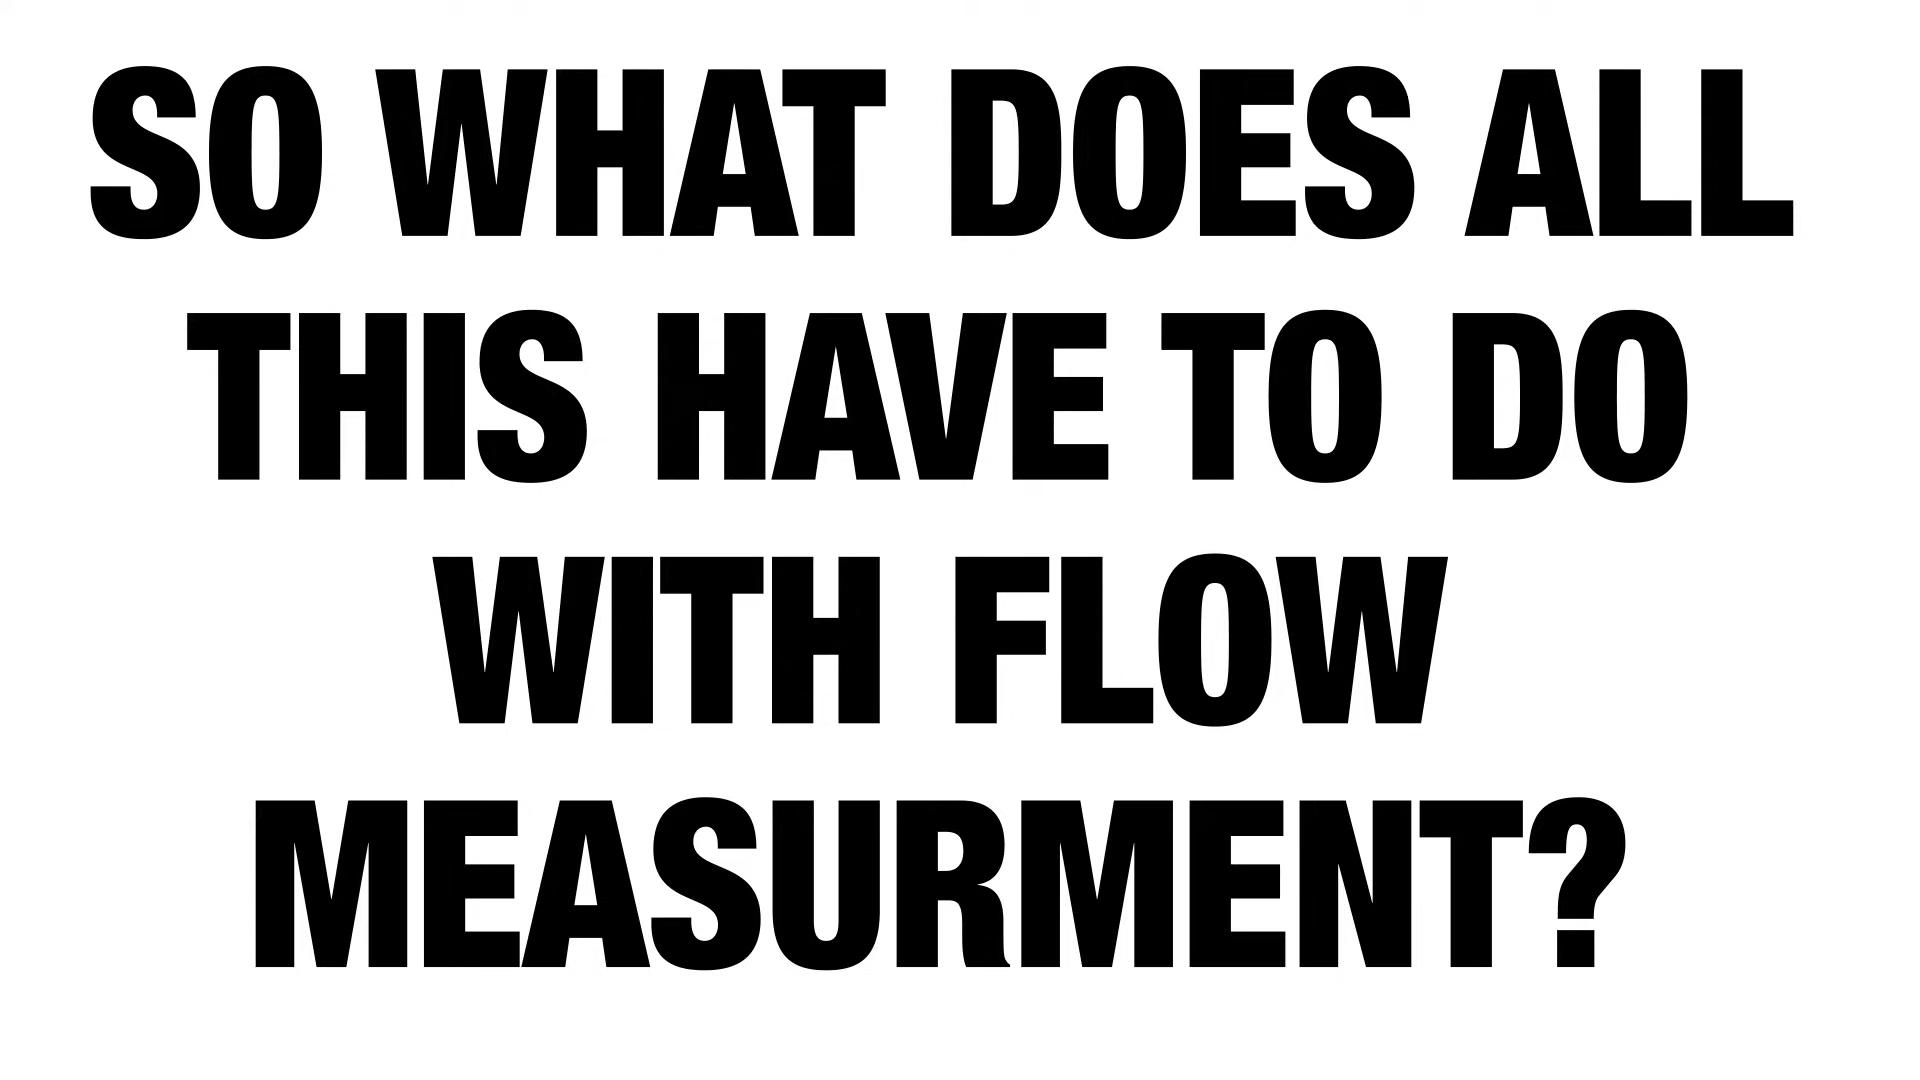 SO WHAT DOES ALL
THIS HAVE TO DO
WITH FLOW
MEASURMENT?